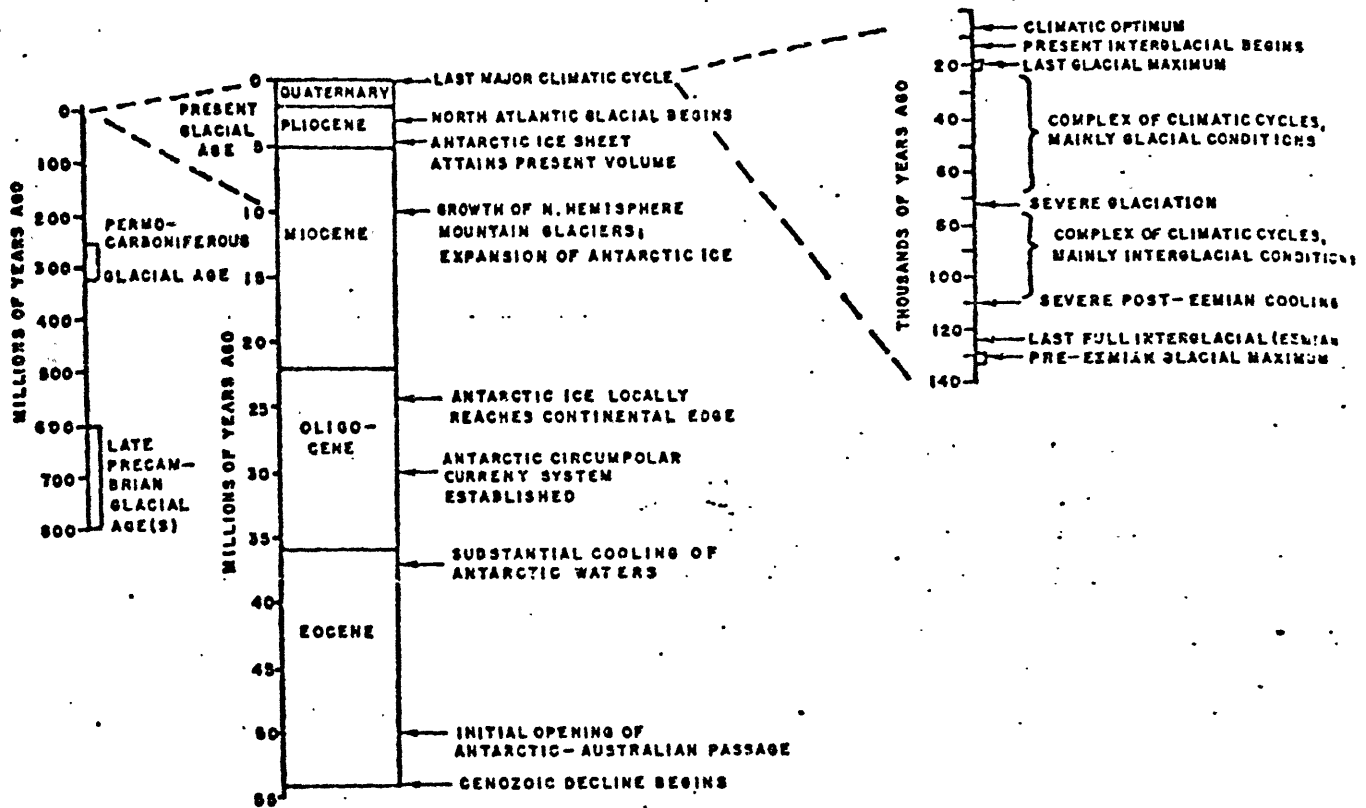 MILLIONS OF YEARS AGO
0
100
200
300
400
500
600
700
800
PERMO-
CARBONIFEROUS
GLACIAL AGE
LATE
PRECAM-
BRIAN
GLACIAL
AGE(S)
PRESENT
GLACIAL
AGE
MILLIONS OF YEARS AGO
0
5
10
15
20
25
30
35
40
45
50
55
QUATERNARY
PLIOCENE
MIOCENE
OLIGO-
CENE
EOCENE
LAST MAJOR CLIMATIC CYCLE
NORTH ATLANTIC GLACIAL BEGINS
ANTARCTIC ICE SHEET
ATTAINS PRESENT VOLUME
GROWTH OF N. HEMISPHERE
MOUNTAIN GLACIERS;
EXPANSION OF ANTARCTIC ICE
ANTARCTIC ICE LOCALLY
REACHES CONTINENTAL EDGE
ANTARCTIC CIRCUMPOLAR
CURRENT SYSTEM
ESTABLISHED
SUBSTANTIAL COOLING OF
ANTARCTIC WATERS
INITIAL OPENING OF
ANTARCTIC-AUSTRALIAN PASSAGE
CENOZOIC DECLINE BEGINS
THOUSANDS OF YEARS AGO
20
40
60
80
100
120
140
CLIMATIC OPTIMUM
PRESENT INTERGLACIAL BEGINS
LAST GLACIAL MAXIMUM
COMPLEX OF CLIMATIC CYCLES,
MAINLY GLACIAL CONDITIONS
SEVERE GLACIATION
COMPLEX OF CLIMATIC CYCLES,
MAINLY INTERGLACIAL CONDITIONS
SEVERE POST-EEMIAN COOLING
LAST FULL INTERGLACIAL (EEMIAN
PRE-EEMIAN GLACIAL MAXIMUM